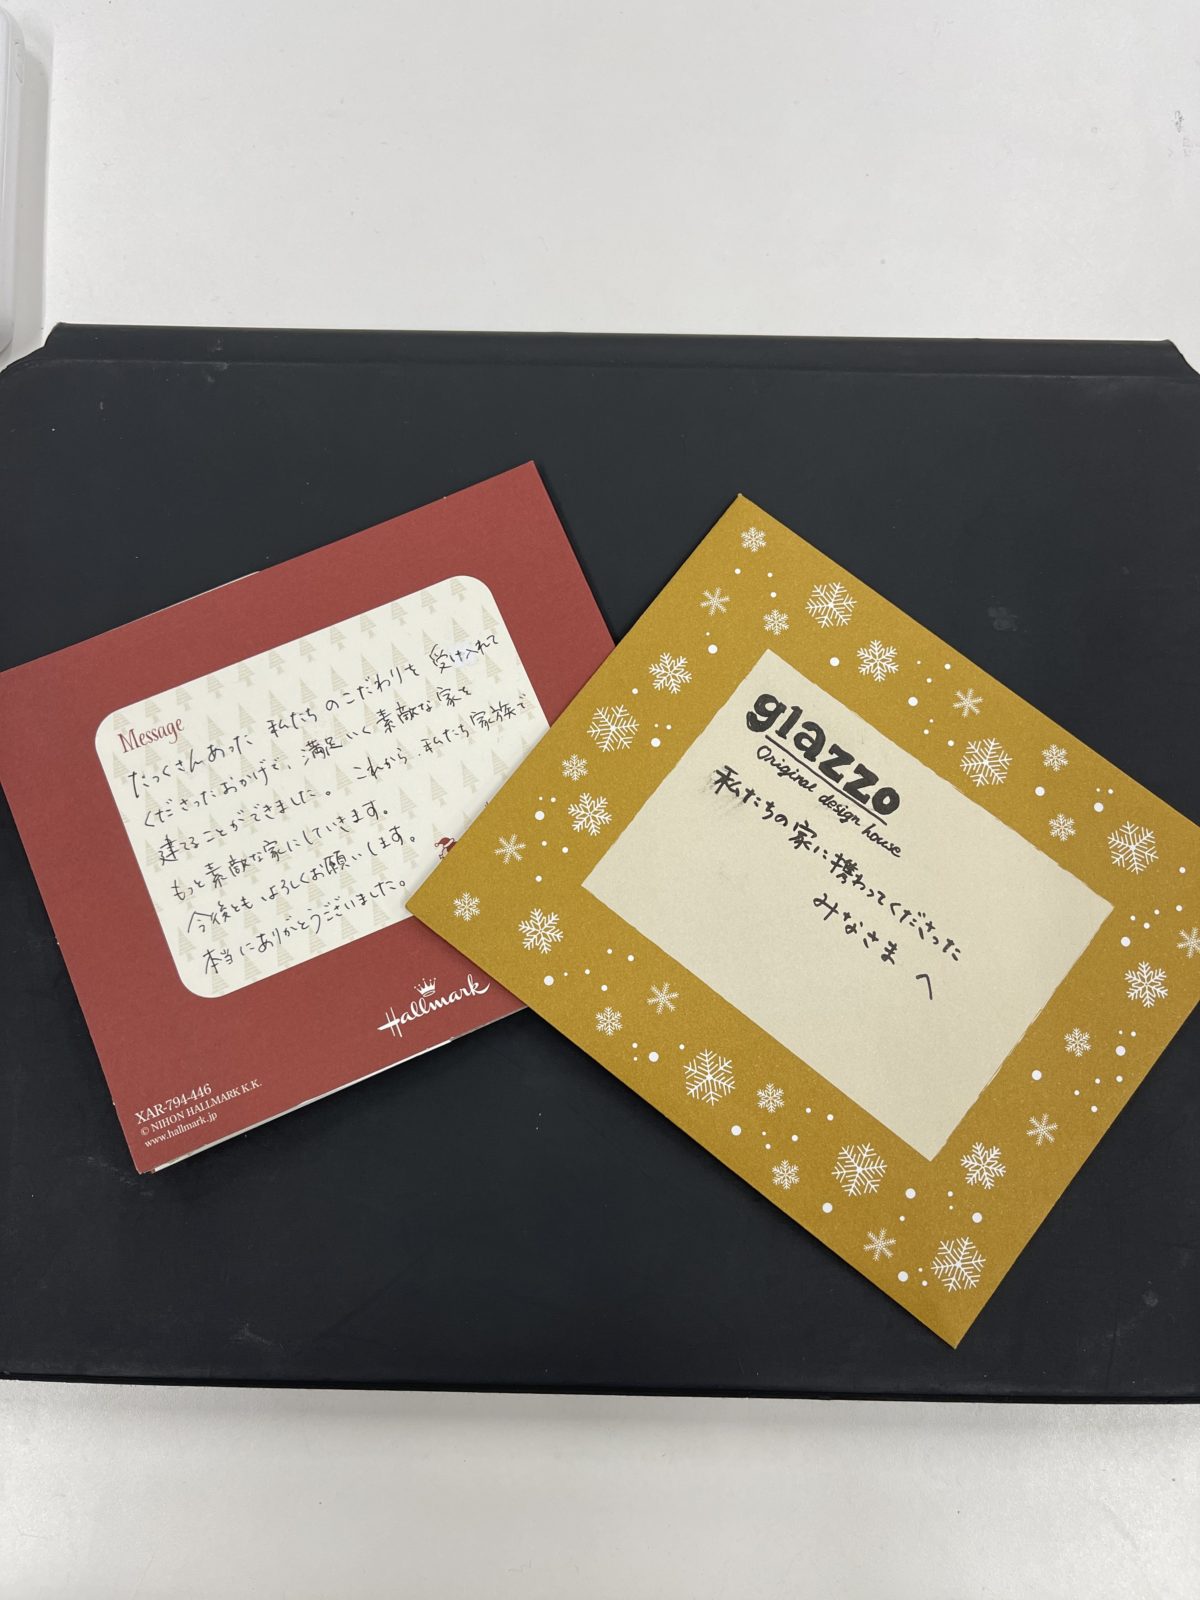 Message
たっくさんあった 私たちのこだわりを 受け入れて
くださったおかげで、満足いく素敵な家を
建てることができました。 これから、私たち家族で
もっと素敵な家にしていきます。
今後ともよろしくお願いします。
本当にありがとうございました。
Hallmark
XAR-794-446
© NIHON HALLMARK K.K.
www.hallmark.jp
glazzo
Original design house
私たちの家に携わってくださった
みなさま へ